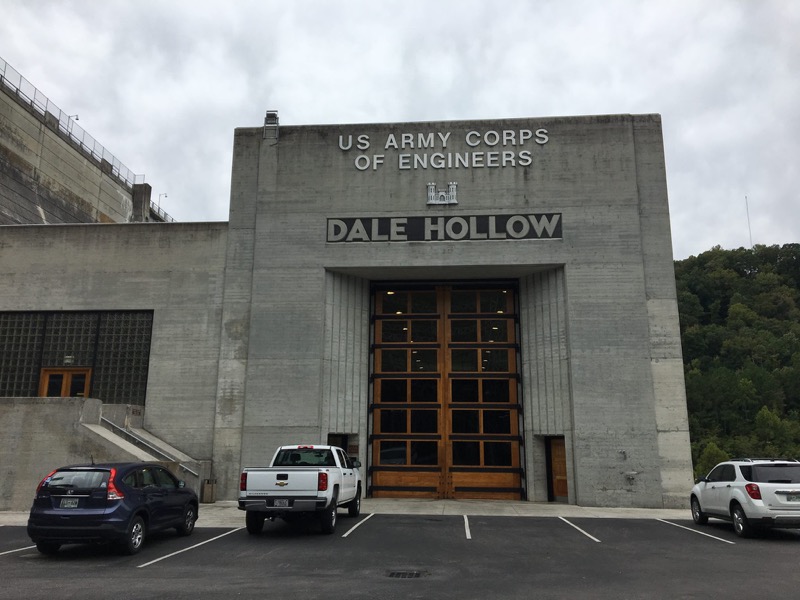 US ARMY CORPS
OF ENGINEERS
DALE HOLLOW